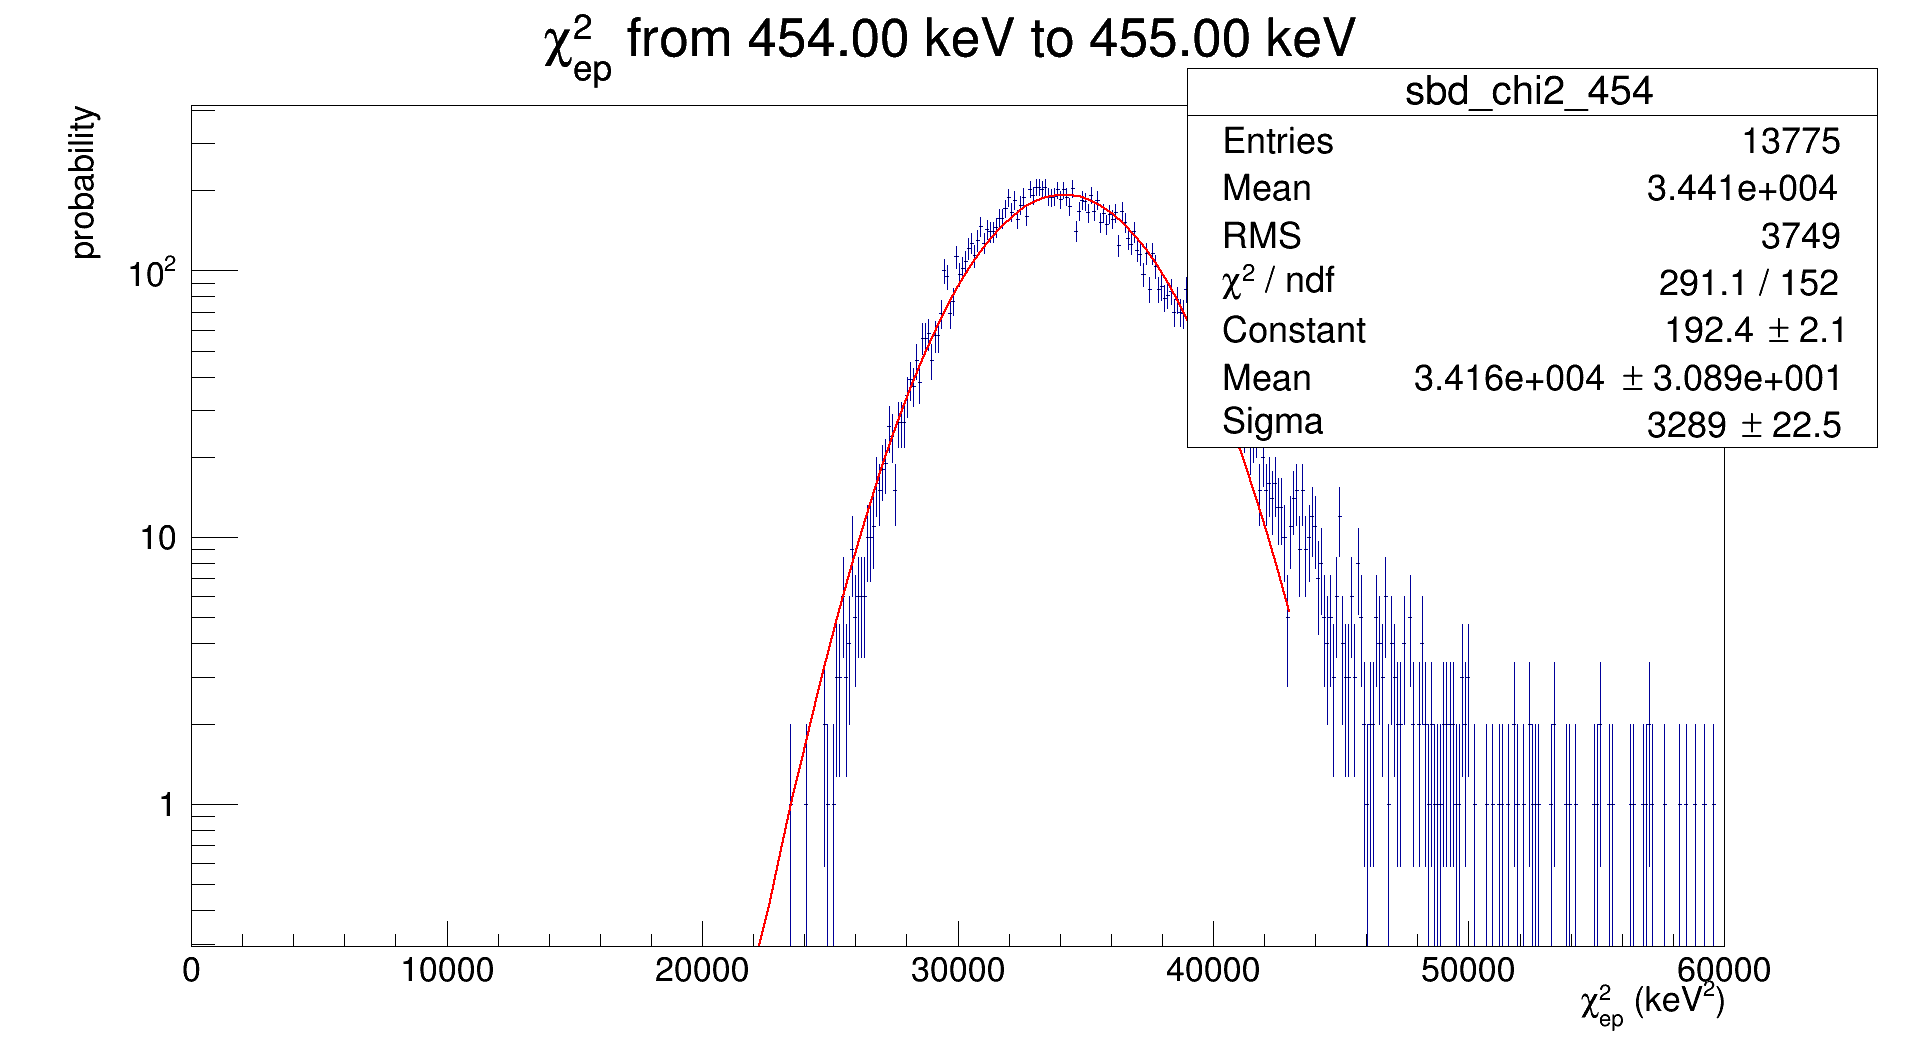 χ²ep from 454.00 keV to 455.00 keV
probability
sbd_chi2_454
Entries 13775
Mean 3.441e+004
RMS 3749
χ² / ndf 291.1 / 152
Constant 192.4 ± 2.1
Mean 3.416e+004 ± 3.089e+001
Sigma 3289 ± 22.5
10²
10
1
0 10000 20000 30000 40000 50000 60000
χ²ep (keV²)